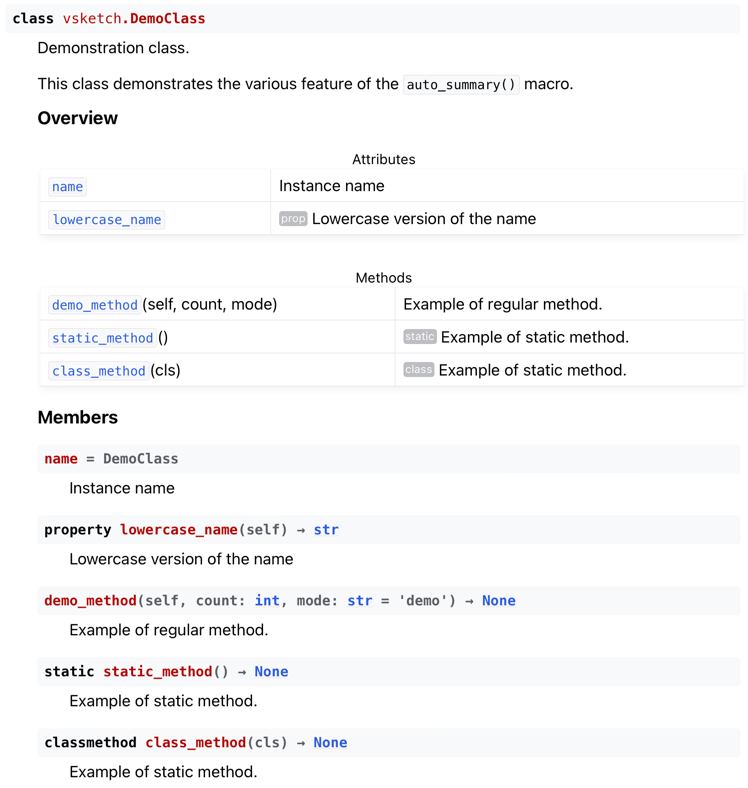 class vsketch.DemoClass
Demonstration class.
This class demonstrates the various feature of the auto_summary() macro.
Overview
Attributes
name Instance name
lowercase_name prop Lowercase version of the name
Methods
demo_method (self, count, mode) Example of regular method.
static_method () static Example of static method.
class_method (cls) class Example of static method.
Members
name = DemoClass
Instance name
property lowercase_name(self) → str
Lowercase version of the name
demo_method(self, count: int, mode: str = 'demo') → None
Example of regular method.
static static_method() → None
Example of static method.
classmethod class_method(cls) → None
Example of static method.